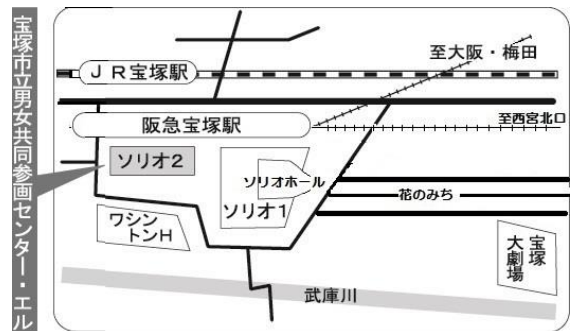 宝塚市立男女共同参画センター・エル
至大阪・梅田
ＪＲ宝塚駅
阪急宝塚駅
至西宮北口
ソリオ2
ソリオホール
ソリオ1
花のみち
ワシン
トンH
宝塚
大劇場
武庫川